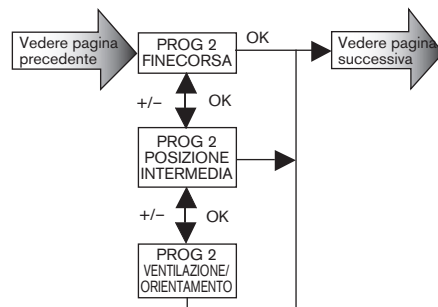 Vedere pagina
precedente
PROG 2
FINECORSA
OK
Vedere pagina
successiva
+/–
OK
PROG 2
POSIZIONE
INTERMEDIA
+/–
OK
PROG 2
VENTILAZIONE/
ORIENTAMENTO